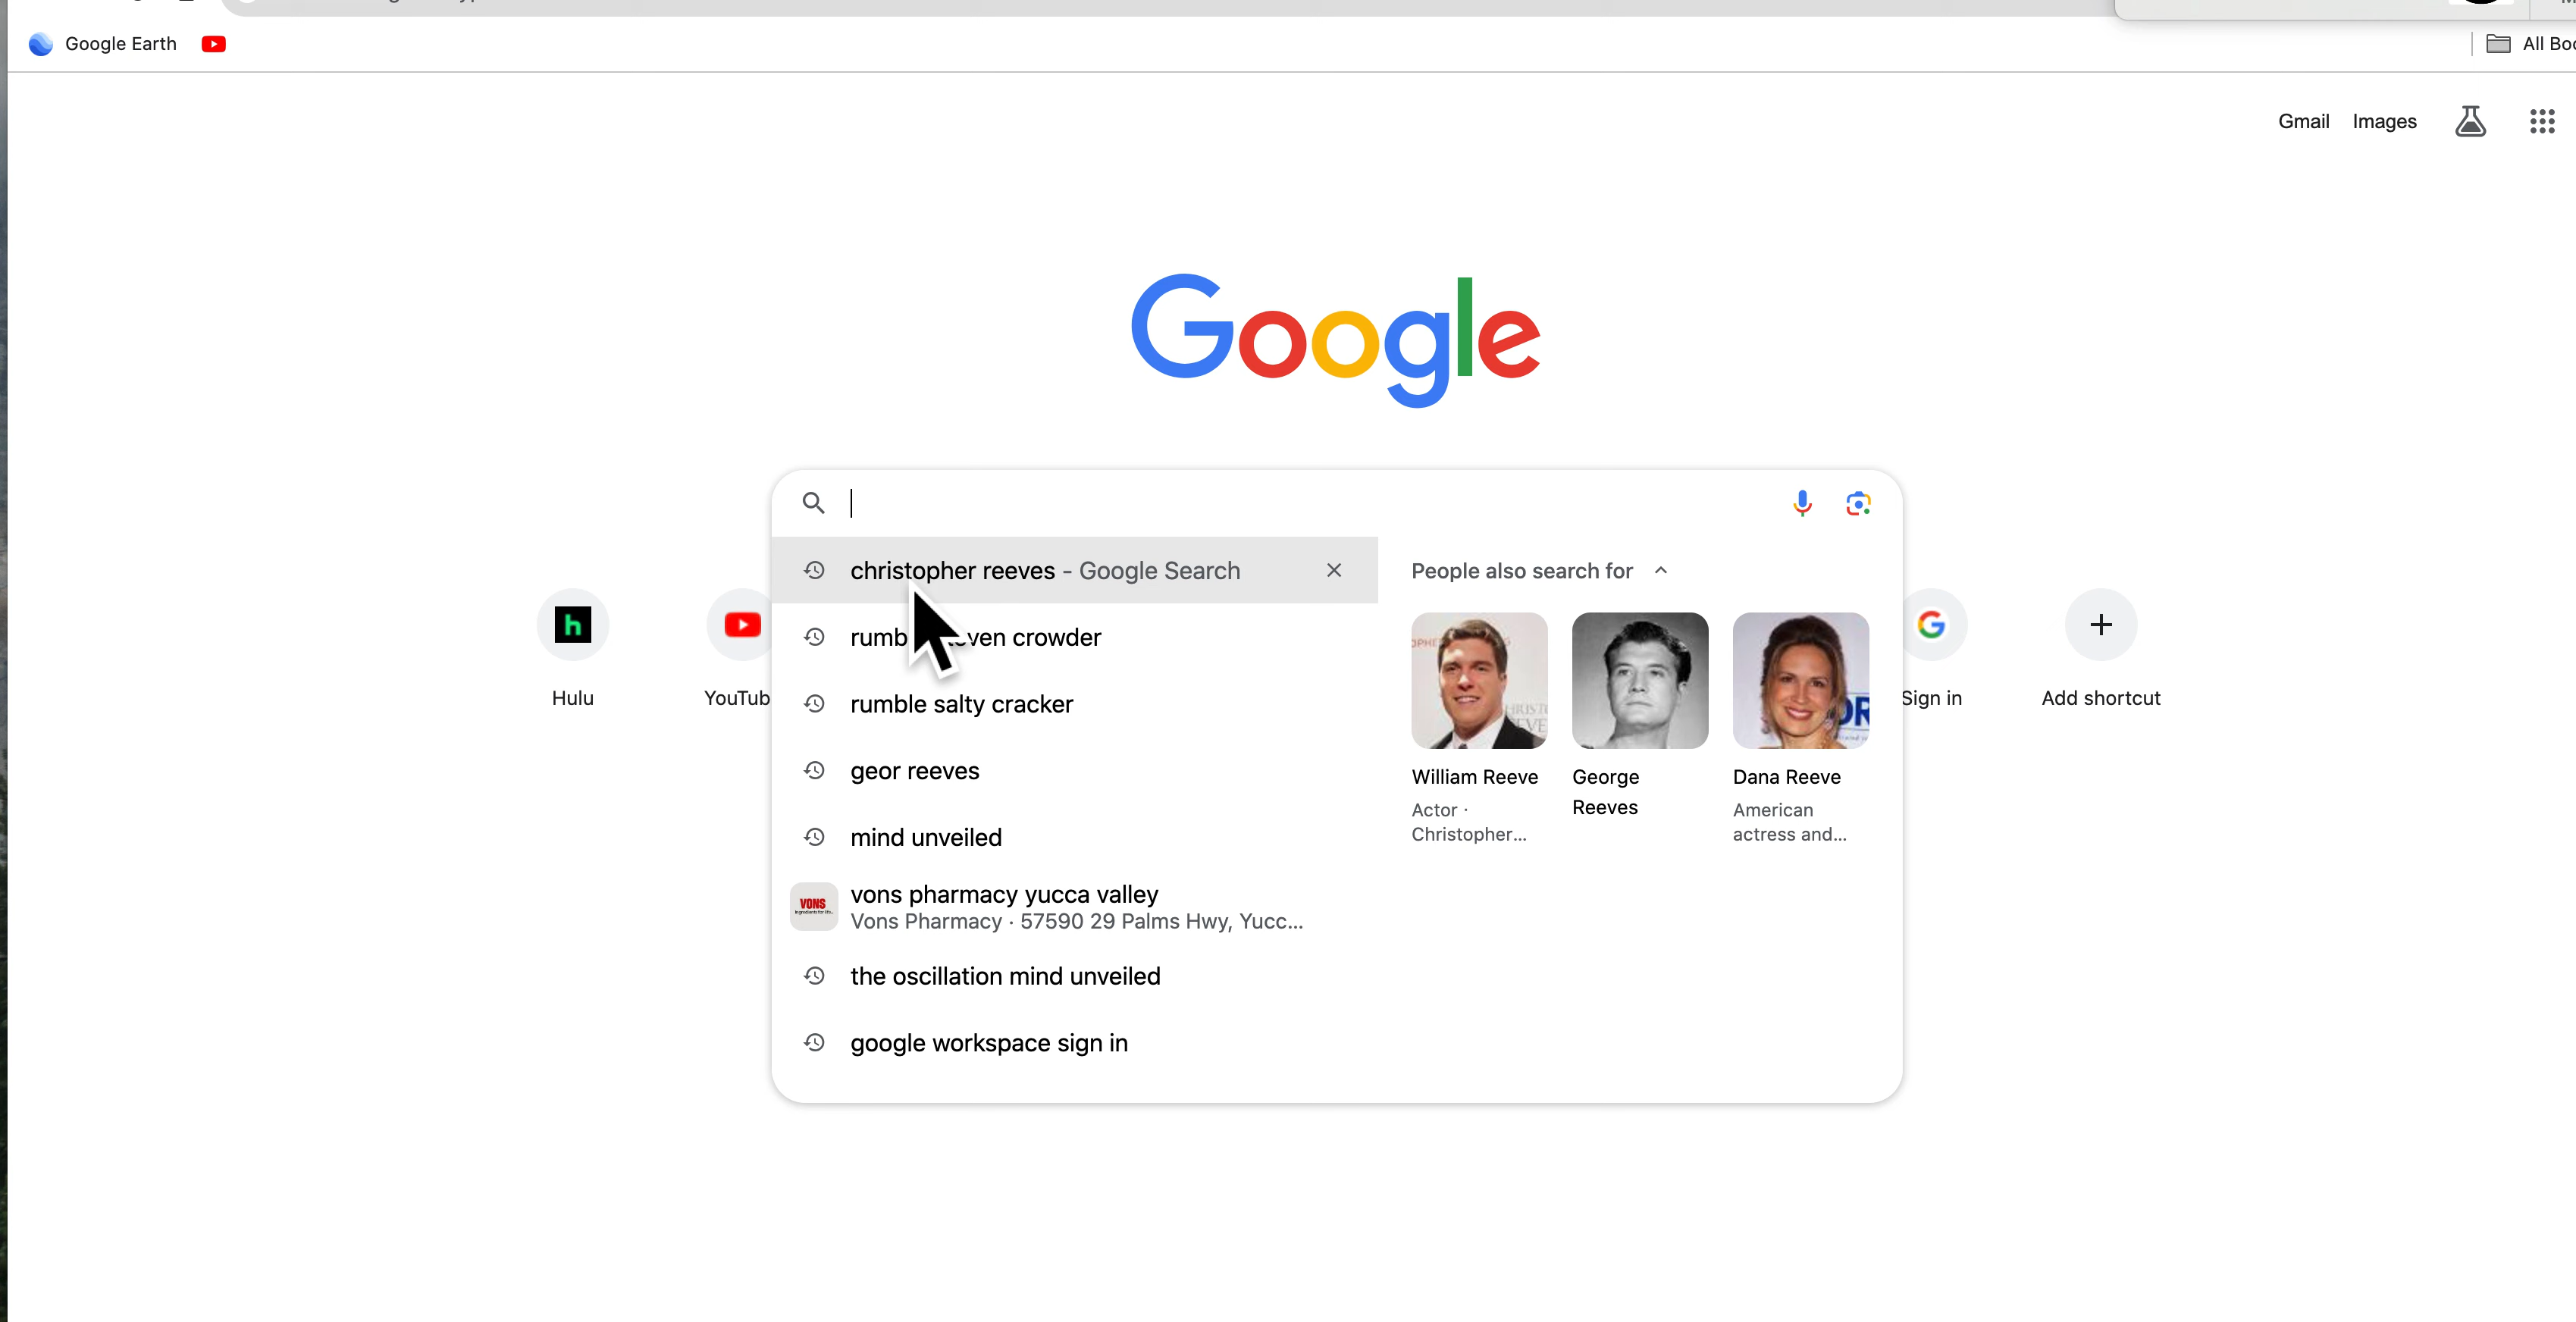 Google Earth
All Boo
Gmail Images
Google
christopher reeves - Google Search
People also search for
rumb ven crowder
rumble salty cracker
geor reeves
mind unveiled
VONS
vons pharmacy yucca valley
Vons Pharmacy · 57590 29 Palms Hwy, Yucc...
the oscillation mind unveiled
google workspace sign in
William Reeve
Actor ·
Christopher...
George
Reeves
Dana Reeve
American
actress and...
h
Hulu
YouTub
G
Sign in
Add shortcut